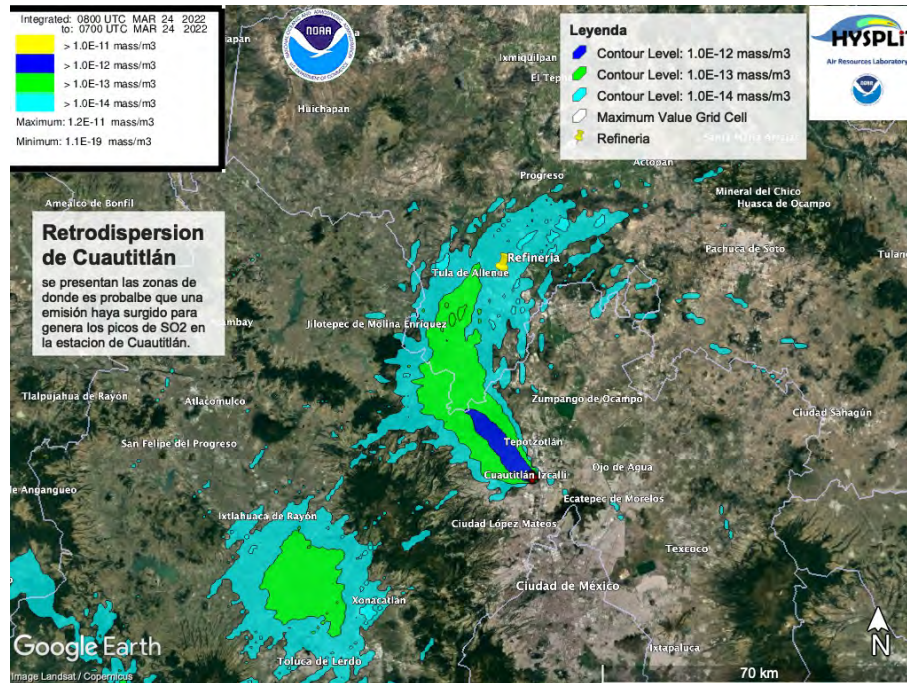 Integrated: 0800 UTC MAR 24 2022
to: 0700 UTC MAR 24 2022
> 1.0E-11 mass/m3
> 1.0E-12 mass/m3
> 1.0E-13 mass/m3
> 1.0E-14 mass/m3
Maximum: 1.2E-11 mass/m3
Minimum: 1.1E-19 mass/m3
NOAA
Leyenda
Contour Level: 1.0E-12 mass/m3
Contour Level: 1.0E-13 mass/m3
Contour Level: 1.0E-14 mass/m3
Maximum Value Grid Cell
Refineria
HYSPLiT
Air Resources Laboratory
Retrodispersion
de Cuautitlán
se presentan las zonas de
donde es probalbe que una
emisión haya surgido para
genera los picos de SO2 en
la estacion de Cuautitlán.
Ixmiquilpan
Huichapan
Actopan
Progreso
Mineral del Chico
Huasca de Ocampo
Amealco de Bonfil
Pachuca de Soto
Refineria
Tula de Allende
Jilotepec de Molina Enríquez
Tlalpujahua de Rayón
Atlacomulco
Zumpango de Ocampo
Ciudad Sahagún
San Felipe del Progreso
Tepotzotlán
Cuautitlán Izcalli
Ojo de Agua
de Angangueo
Ecatepec de Morelos
Ixtlahuaca de Rayón
Ciudad López Mateos
Texcoco
Ciudad de México
Xonacatlán
Google Earth
Toluca de Lerdo
Ixtapaluca
N
Image Landsat / Copernicus
70 km